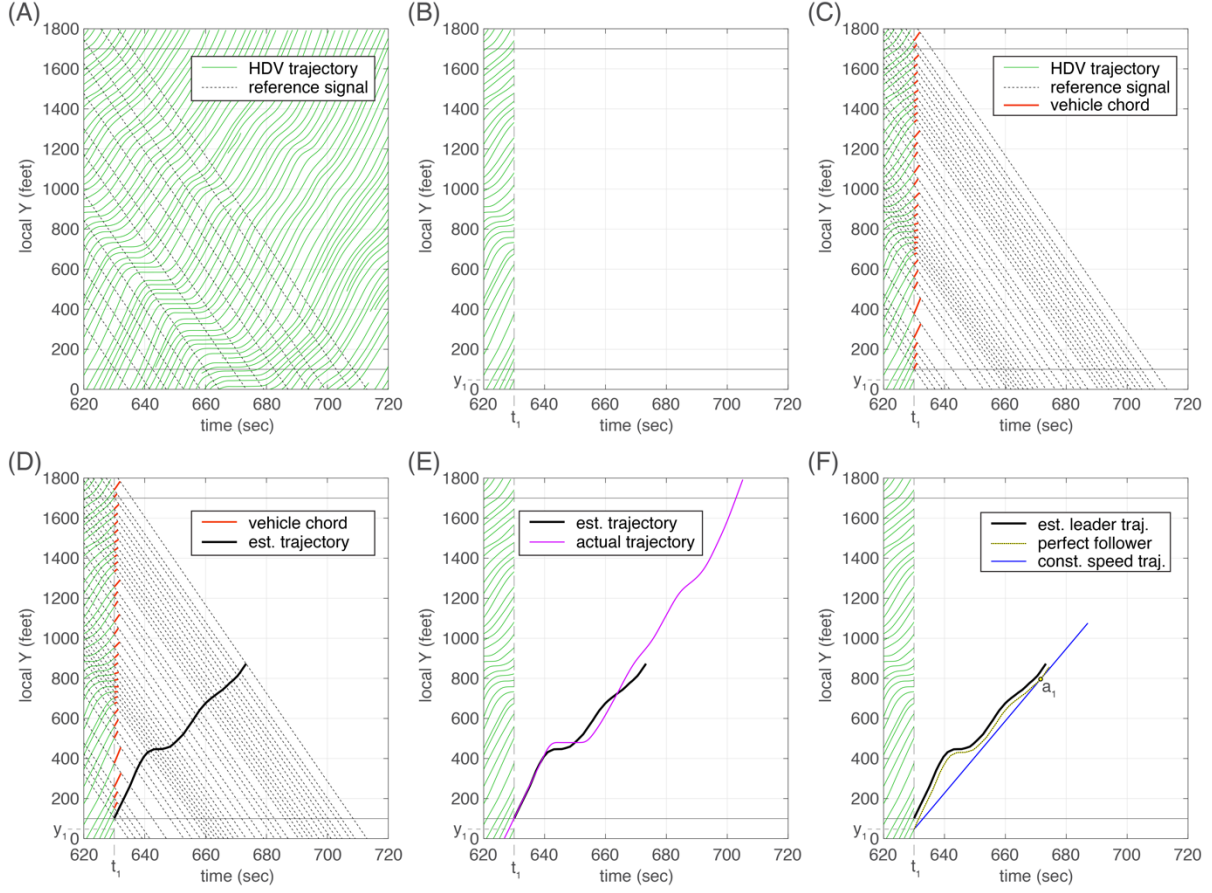 (A)
1800
1600
1400
1200
1000
800
600
400
200
0
local Y (feet)
HDV trajectory
reference signal
620 640 660 680 700 720
time (sec)
(B)
1800
1600
1400
1200
1000
800
600
400
200
0
y1
local Y (feet)
620 640 660 680 700 720
t1
time (sec)
(C)
1800
1600
1400
1200
1000
800
600
400
200
0
y1
local Y (feet)
HDV trajectory
reference signal
vehicle chord
620 640 660 680 700 720
t1
time (sec)
(D)
1800
1600
1400
1200
1000
800
600
400
200
0
y1
local Y (feet)
vehicle chord
est. trajectory
620 640 660 680 700 720
t1
time (sec)
(E)
1800
1600
1400
1200
1000
800
600
400
200
0
y1
local Y (feet)
est. trajectory
actual trajectory
620 640 660 680 700 720
t1
time (sec)
(F)
1800
1600
1400
1200
1000
800
600
400
200
0
y1
local Y (feet)
est. leader traj.
perfect follower
const. speed traj.
a1
620 640 660 680 700 720
t1
time (sec)